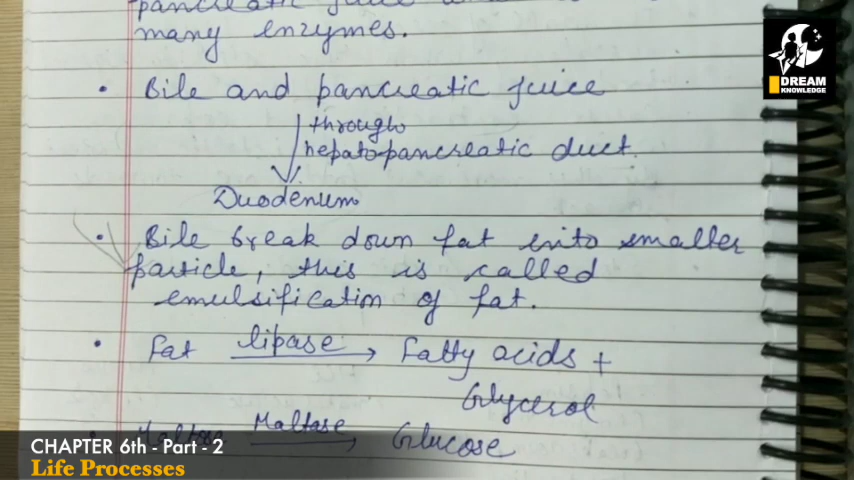 pancreatic juice
many enzymes.
• Bile and pancreatic juice
through
hepatopancreatic duct
Duodenum
• Bile break down fat into smaller
particle, this is called
emulsification of fat.
• Fat lipase → Fatty acids +
Glycerol
Maltase → Glucose
CHAPTER 6th - Part - 2
Life Processes
DREAM
KNOWLEDGE